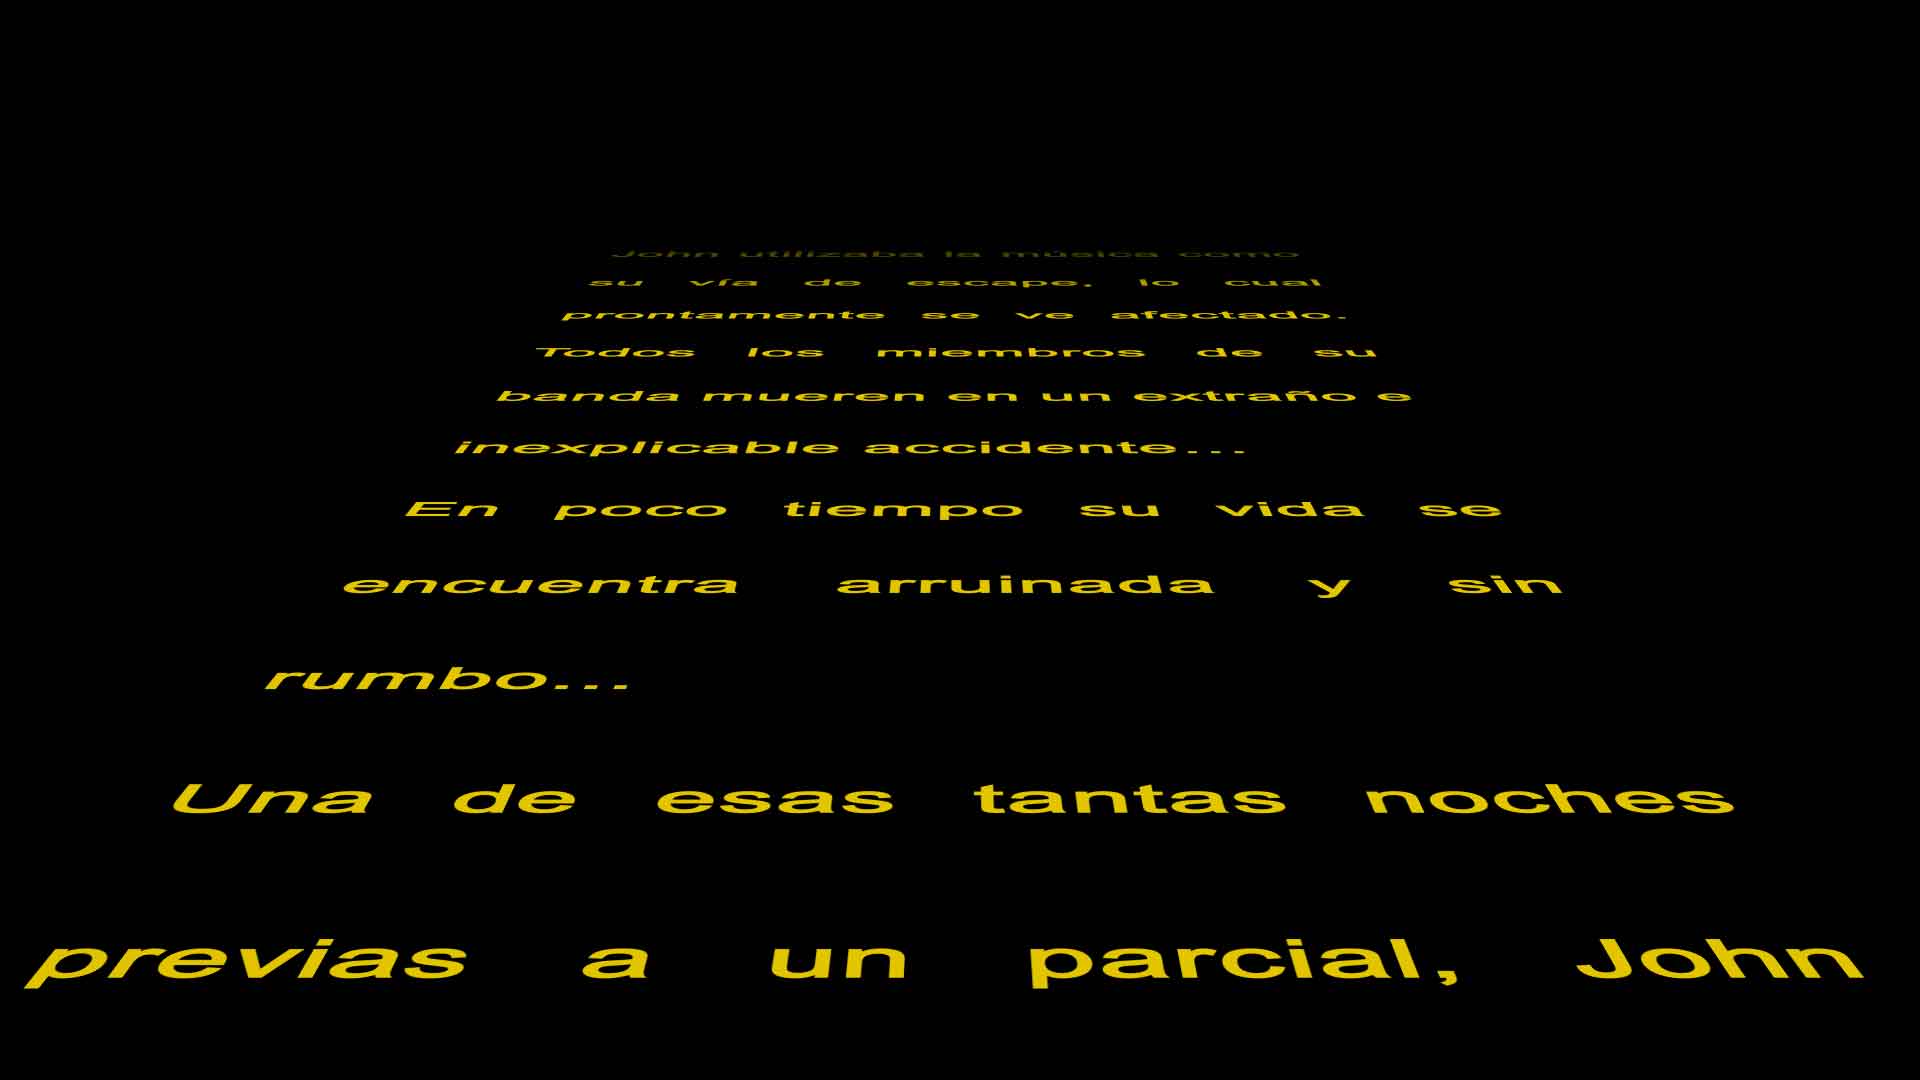 John utilizaba la música como
su vía de escape, lo cual
prontamente se ve afectado.
Todos los miembros de su
banda mueren en un extraño e
inexplicable accidente...
En poco tiempo su vida se
encuentra arruinada y sin
rumbo...
Una de esas tantas noches
previas a un parcial, John